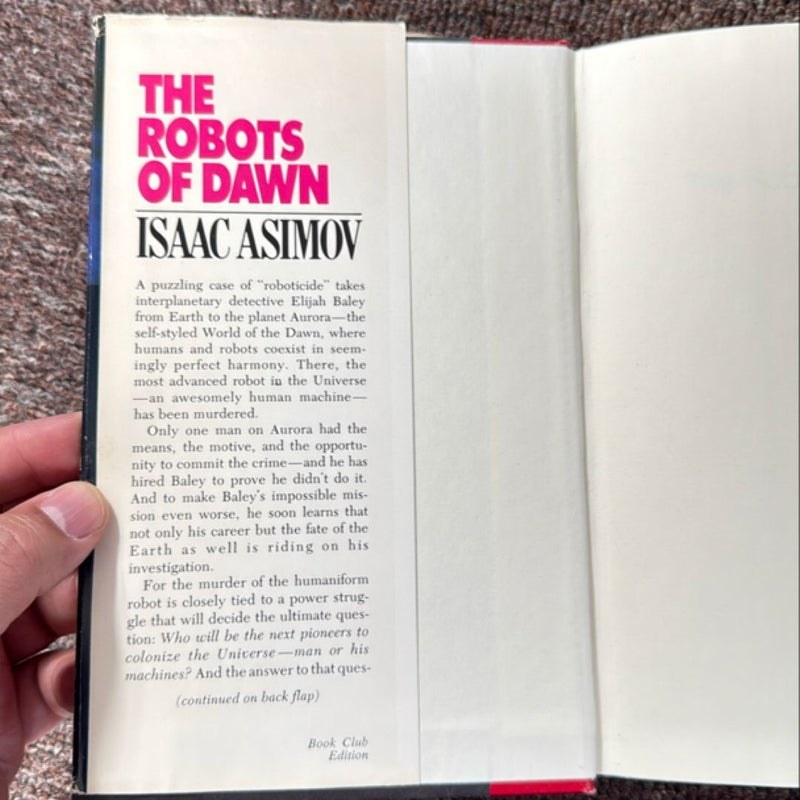 THE
ROBOTS
OF DAWN
ISAAC ASIMOV
A puzzling case of "roboticide" takes
interplanetary detective Elijah Baley
from Earth to the planet Aurora—the
self-styled World of the Dawn, where
humans and robots coexist in seem-
ingly perfect harmony. There, the
most advanced robot in the Universe
—an awesomely human machine—
has been murdered.
Only one man on Aurora had the
means, the motive, and the opportu-
nity to commit the crime—and he has
hired Baley to prove he didn't do it.
And to make Baley's impossible mis-
sion even worse, he soon learns that
not only his career but the fate of the
Earth as well is riding on his
investigation.
For the murder of the humaniform
robot is closely tied to a power strug-
gle that will decide the ultimate ques-
tion: Who will be the next pioneers to
colonize the Universe—man or his
machines? And the answer to that ques-
(continued on back flap)
Book Club
Edition